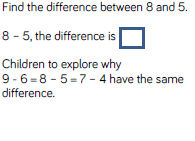 Find the difference between 8 and 5.
8 – 5, the difference is
Children to explore why
9 - 6 = 8 - 5 = 7 - 4 have the same
difference.